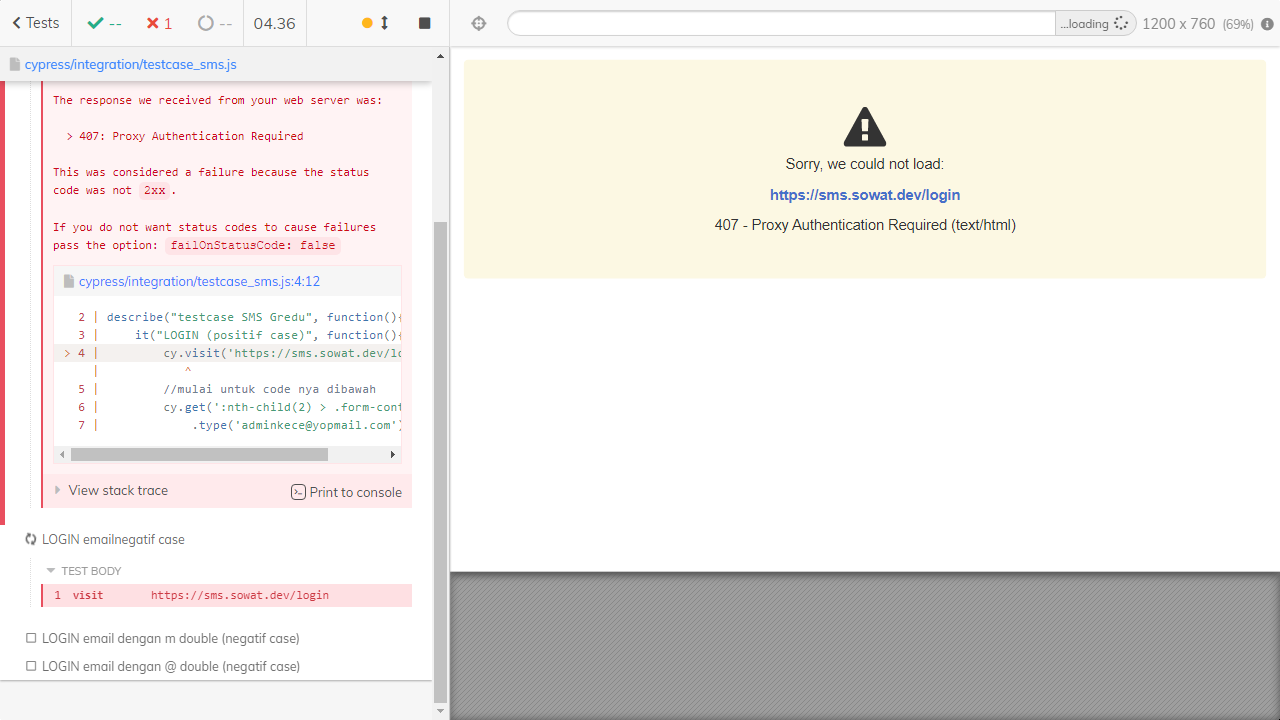 Tests
--
1
--
04.36
...loading
1200 x 760 (69%)
cypress/integration/testcase_sms.js
The response we received from your web server was:
> 407: Proxy Authentication Required
This was considered a failure because the status
code was not 2xx.
If you do not want status codes to cause failures
pass the option: failOnStatusCode: false
cypress/integration/testcase_sms.js:4:12
2 | describe("testcase SMS Gredu", function(){
3 |     it("LOGIN (positif case)", function(){
> 4 |         cy.visit('https://sms.sowat.dev/lo
|            ^
5 |         //mulai untuk code nya dibawah
6 |         cy.get(':nth-child(2) > .form-cont
7 |             .type('adminkece@yopmail.com')
View stack trace
Print to console
LOGIN emailnegatif case
TEST BODY
1 visit https://sms.sowat.dev/login
LOGIN email dengan m double (negatif case)
LOGIN email dengan @ double (negatif case)
Sorry, we could not load:
https://sms.sowat.dev/login
407 - Proxy Authentication Required (text/html)